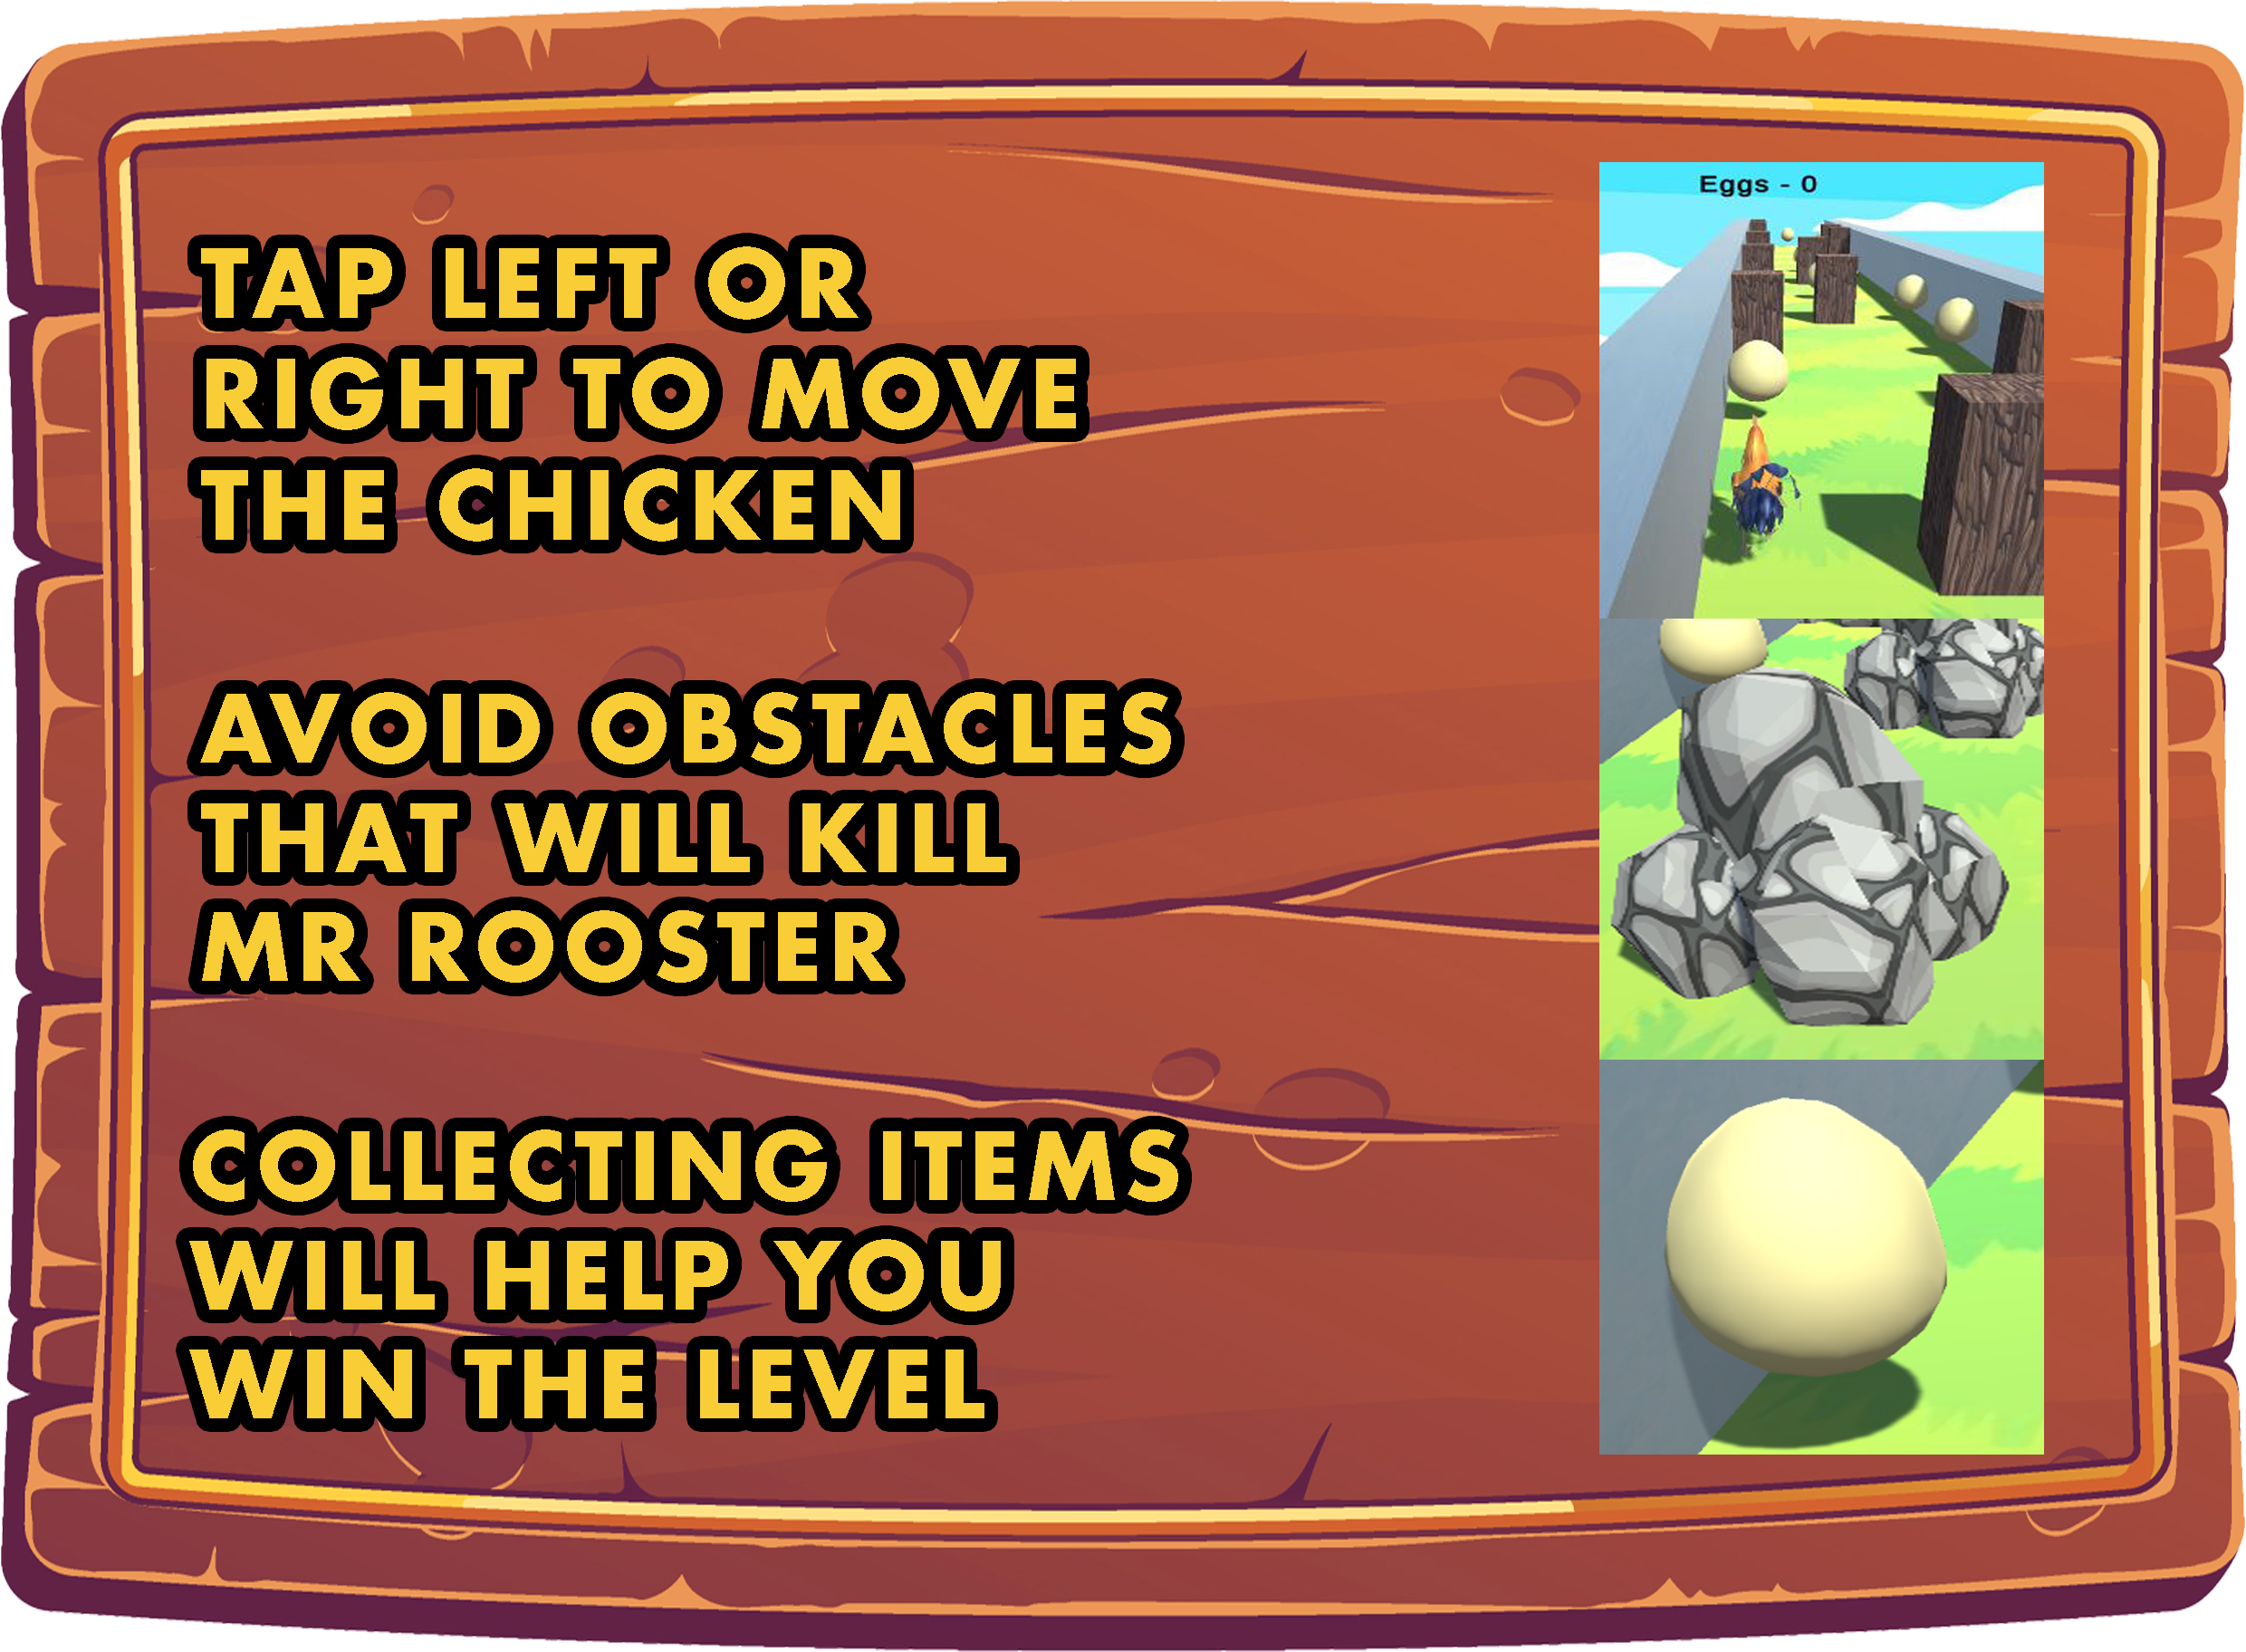 TAP LEFT OR
RIGHT TO MOVE
THE CHICKEN
Eggs - 0
AVOID OBSTACLES
THAT WILL KILL
MR ROOSTER
COLLECTING ITEMS
WILL HELP YOU
WIN THE LEVEL